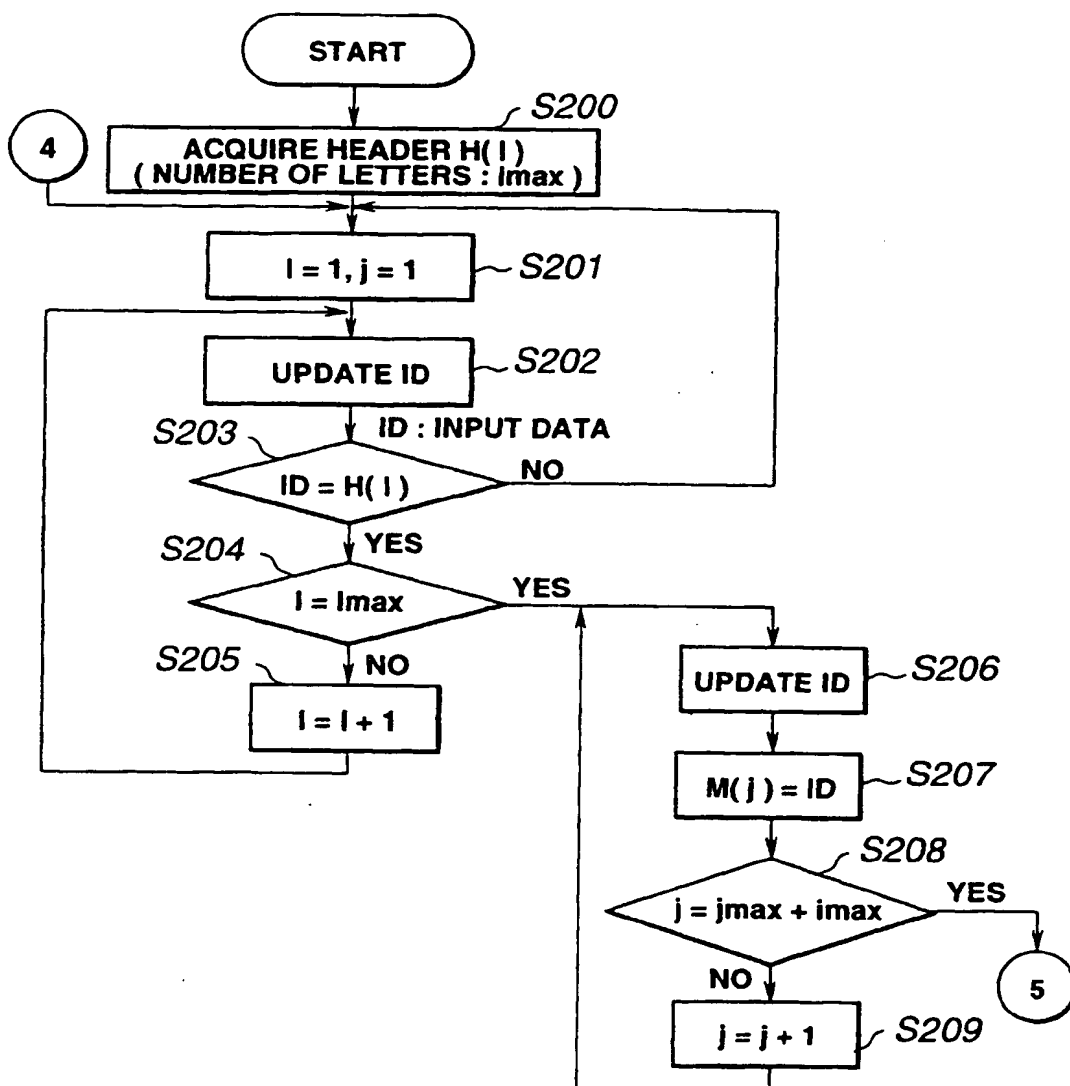 START
S200
4
ACQUIRE HEADER H( I )
( NUMBER OF LETTERS : Imax )
I = 1, j = 1
S201
UPDATE ID
S202
ID : INPUT DATA
S203
ID = H( I )
NO
YES
S204
I = Imax
YES
NO
S205
I = I + 1
UPDATE ID
S206
M( j ) = ID
S207
S208
j = jmax + imax
YES
NO
5
j = j + 1
S209